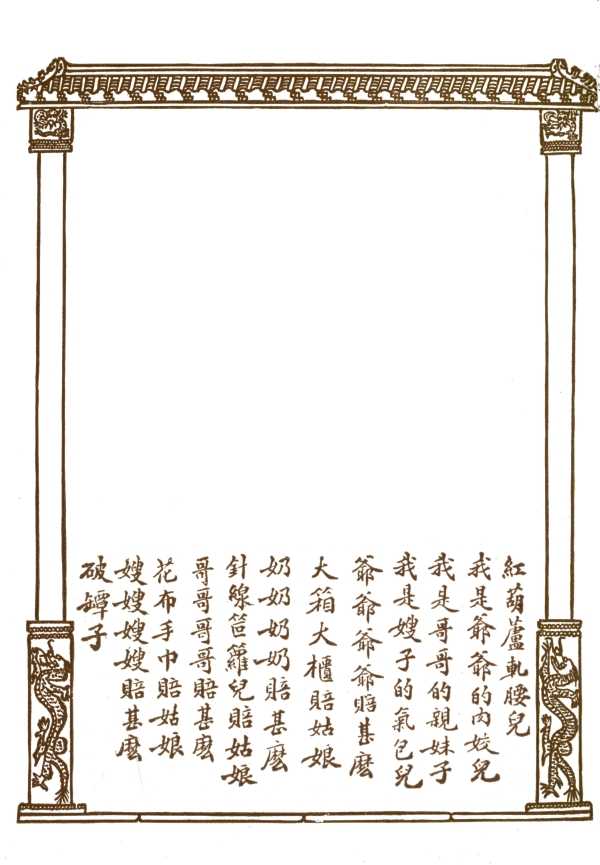 紅葫蘆軋腰兒
我是爺爺的肉姣兒
我是哥哥的親妹子
我是嫂子的氣包兒
爺爺爺爺賠甚麼
大箱大櫃賠姑娘
奶奶奶奶賠甚麼
針線笸籮兒賠姑娘
哥哥哥哥賠甚麼
花布手巾賠姑娘
嫂嫂嫂嫂賠甚麼
破罈子